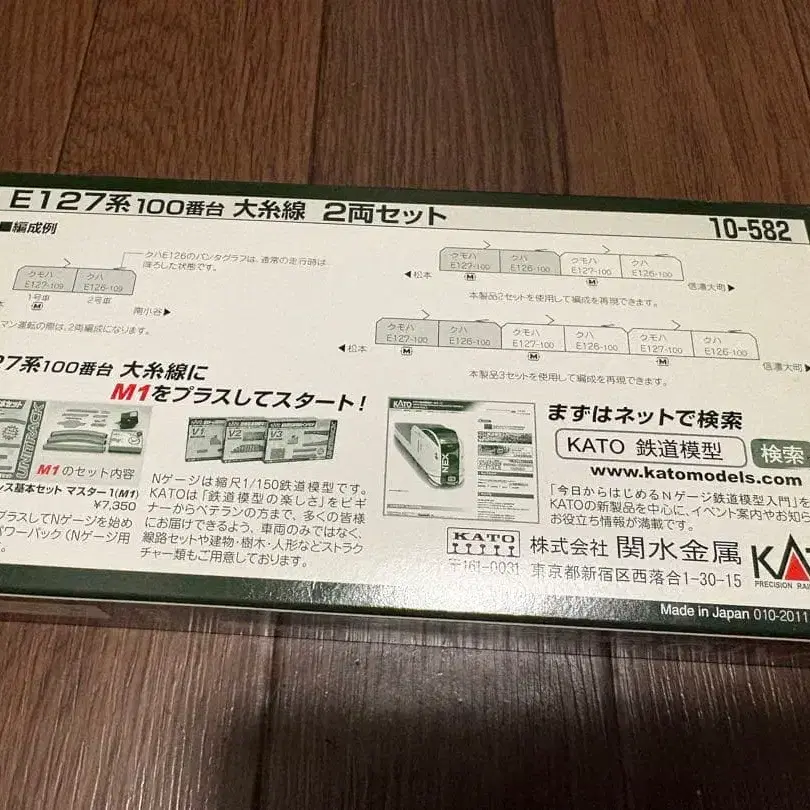 E127系100番台 大糸線 2両セット
10-582
■編成例
クハE126のパンタグラフは、通常の走行時は
降ろした状態です。
クモハ
E127-109
クハ
E126-109
1号車
2号車
M
南小谷▶
マン運転の際は、2両編成になります。
クモハ
E127-100
クハ
E126-100
クモハ
E127-100
クハ
E126-100
◀松本
M
M
信濃大町▶
本製品2セットを使用して編成を再現できます。
クモハ
E127-100
クハ
E126-100
クモハ
E127-100
クハ
E126-100
クモハ
E127-100
クハ
E126-100
◀松本
M
M
M
信濃大町▶
本製品3セットを使用して編成を再現できます。
27系100番台 大糸線に
M1をプラスしてスタート!
UNITRACK
M1のセット内容
V1
V2
V3
ンス基本セット マスター1(M1)
¥7,350
プラスしてNゲージを始め
パワーパック(Nゲージ用
Nゲージは縮尺1/150鉄道模型です。
KATOは「鉄道模型の楽しさ」をビギ
ナーからベテランの方まで、多くの皆様
にお届けできるよう、車両のみではなく、
線路セットや建物・樹木・人形などストラク
チャー類もご用意しております。
KATO
NEX
まずはネットで検索
KATO 鉄道模型
検索
www.katomodels.com
「今日からはじめるNゲージ鉄道模型入門」を
KATOの新製品を中心に、イベント案内やお知ら
お役立ち情報が満載です。
KATO
株式会社 関水金属
〒161-0031 東京都新宿区西落合1-30-15
KAT
PRECISION RAIL
Made in Japan 010-2011